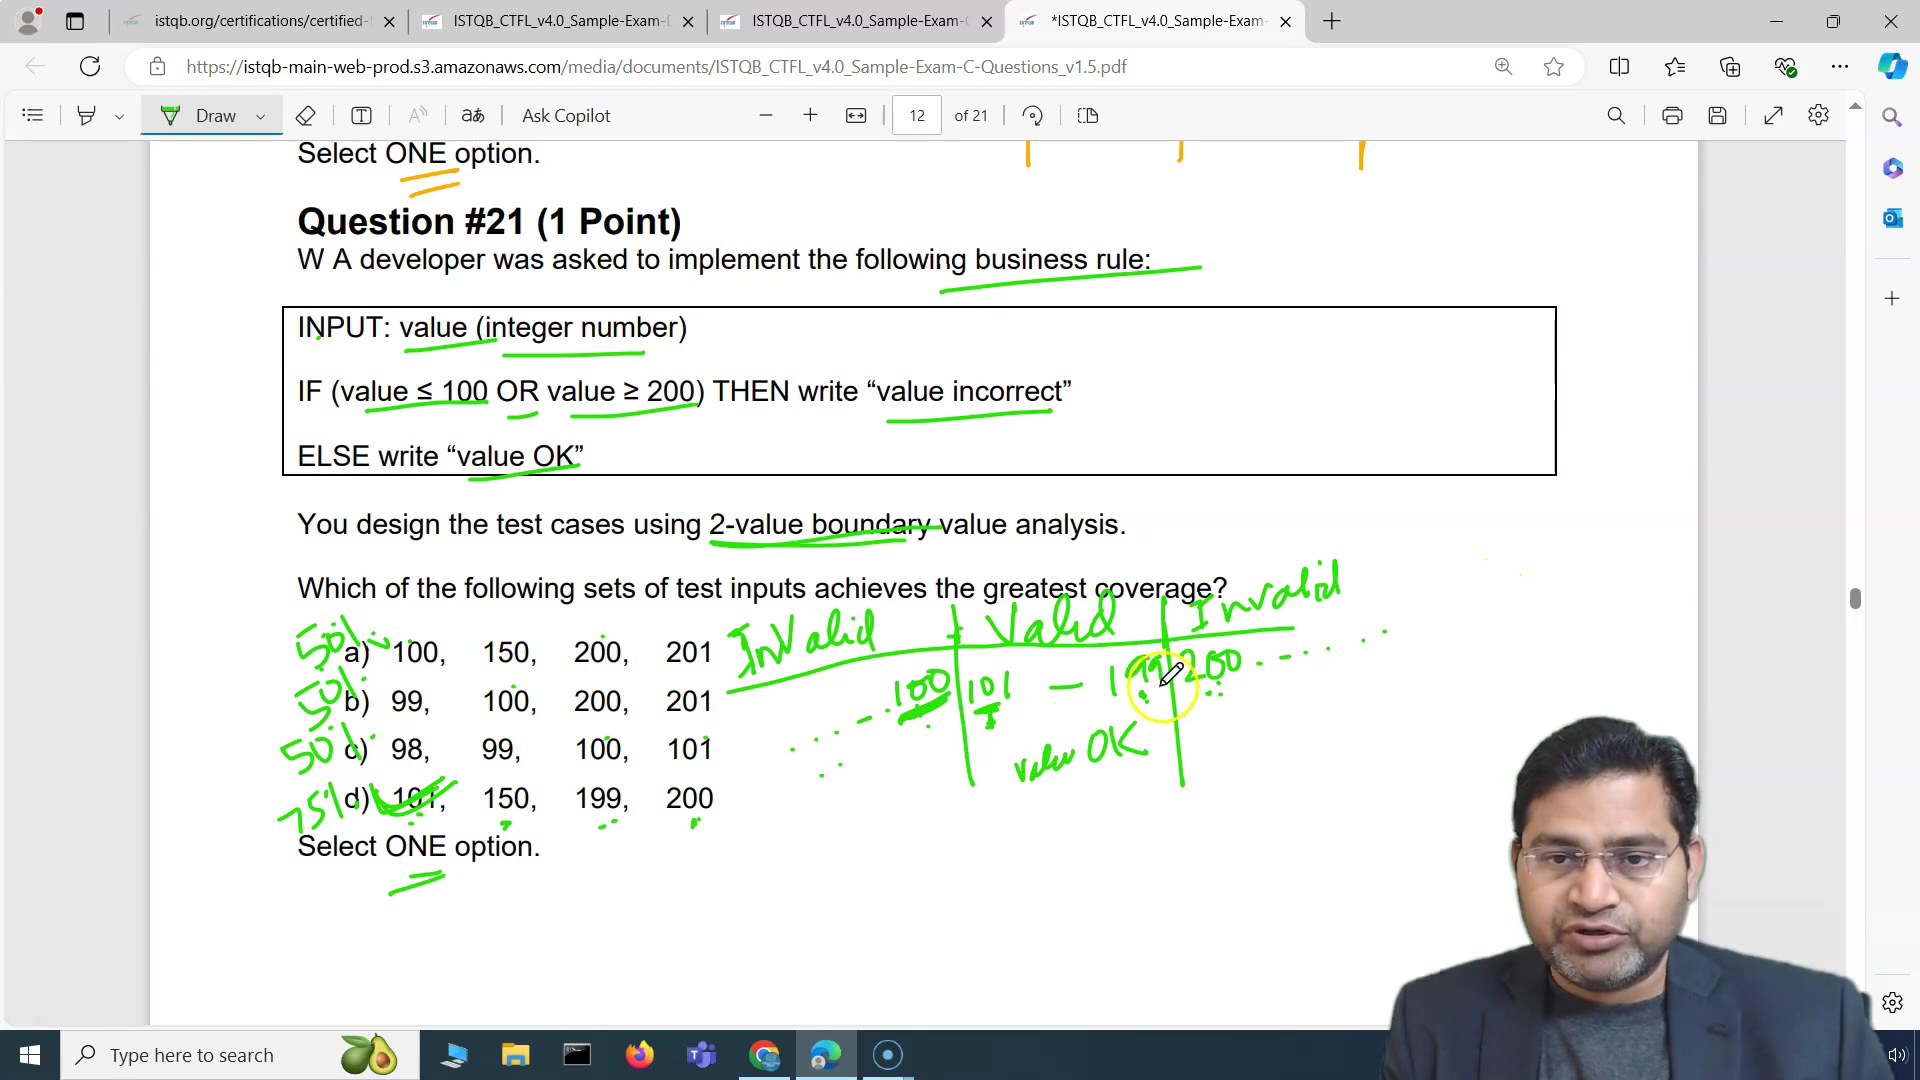 istqb.org/certifications/certified-
ISTQB_CTFL_v4.0_Sample-Exam-
ISTQB_CTFL_v4.0_Sample-Exam-
*ISTQB_CTFL_v4.0_Sample-Exam-
https://istqb-main-web-prod.s3.amazonaws.com/media/documents/ISTQB_CTFL_v4.0_Sample-Exam-C-Questions_v1.5.pdf
Draw
Ask Copilot
12 of 21
Select ONE option.
Question #21 (1 Point)
W A developer was asked to implement the following business rule:
INPUT: value (integer number)
IF (value ≤ 100 OR value ≥ 200) THEN write “value incorrect”
ELSE write “value OK”
You design the test cases using 2-value boundary value analysis.
Which of the following sets of test inputs achieves the greatest coverage?
InValid Valid Invalid
50% a) 100, 150, 200, 201
100 101 — 199 200
50% b) 99, 100, 200, 201
50% c) 98, 99, 100, 101
value OK
75% d) 101, 150, 199, 200
Select ONE option.
Type here to search